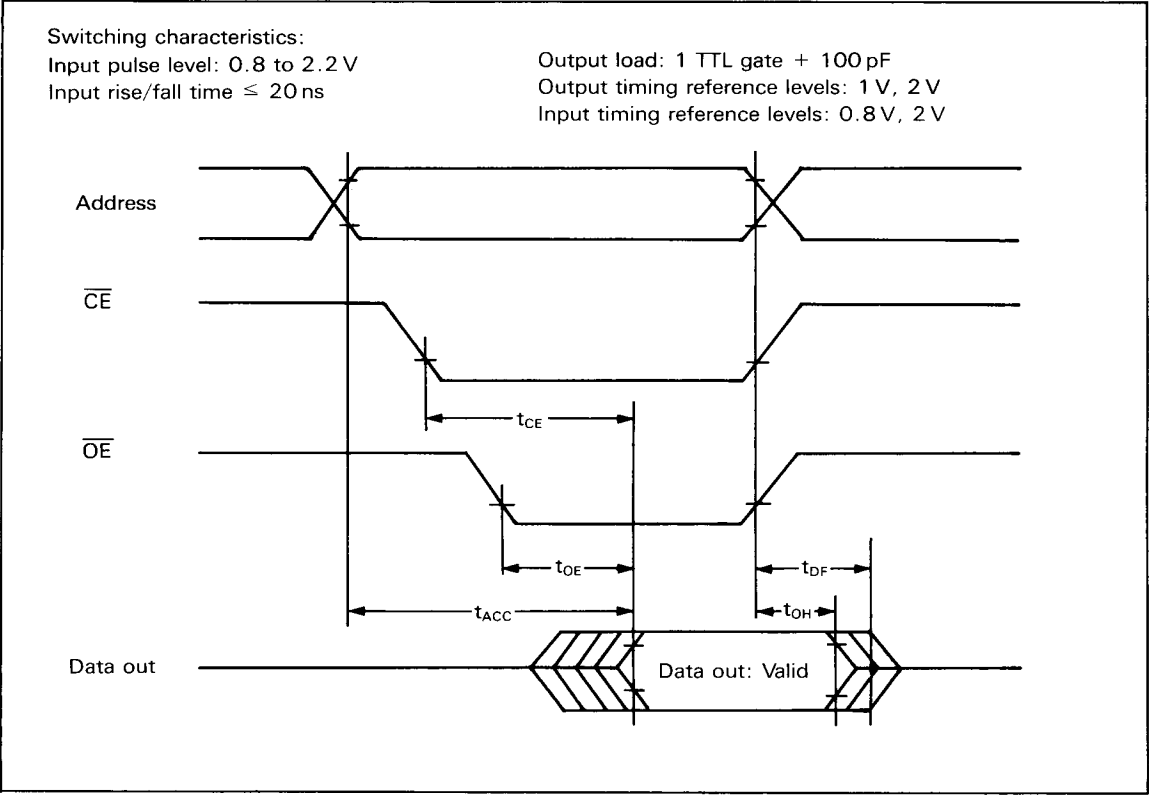 Switching characteristics:
Input pulse level: 0.8 to 2.2 V
Input rise/fall time ≤ 20 ns
Output load: 1 TTL gate + 100 pF
Output timing reference levels: 1 V, 2 V
Input timing reference levels: 0.8 V, 2 V
Address
C̅E̅
tCE
O̅E̅
tOE
tDF
tACC
tOH
Data out
Data out: Valid